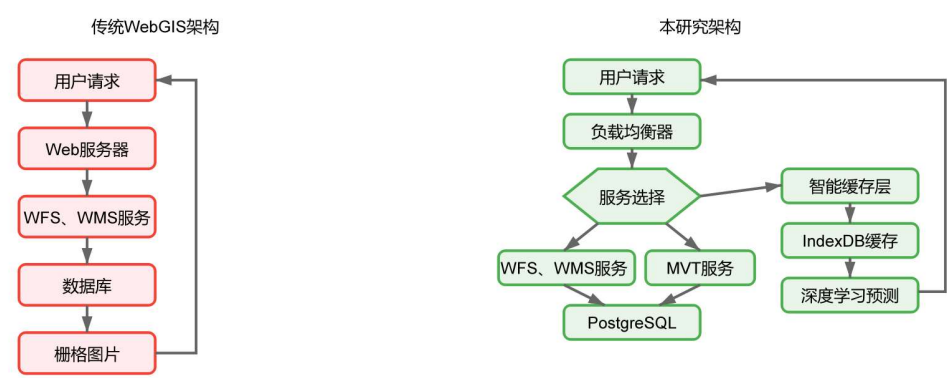 传统WebGIS架构
用户请求
Web服务器
WFS、WMS服务
数据库
栅格图片
本研究架构
用户请求
负载均衡器
服务选择
智能缓存层
IndexDB缓存
深度学习预测
WFS、WMS服务
MVT服务
PostgreSQL